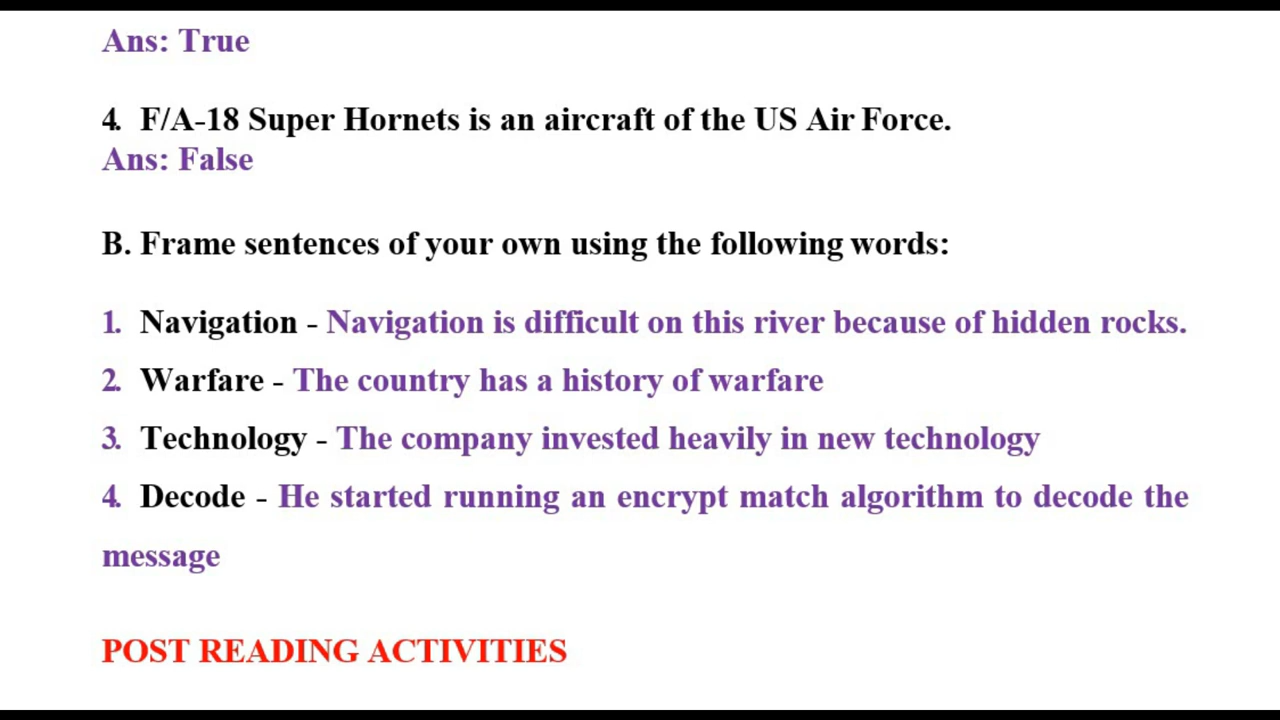 Ans: True
4. F/A-18 Super Hornets is an aircraft of the US Air Force.
Ans: False
B. Frame sentences of your own using the following words:
1. Navigation - Navigation is difficult on this river because of hidden rocks.
2. Warfare - The country has a history of warfare
3. Technology - The company invested heavily in new technology
4. Decode - He started running an encrypt match algorithm to decode the
message
POST READING ACTIVITIES